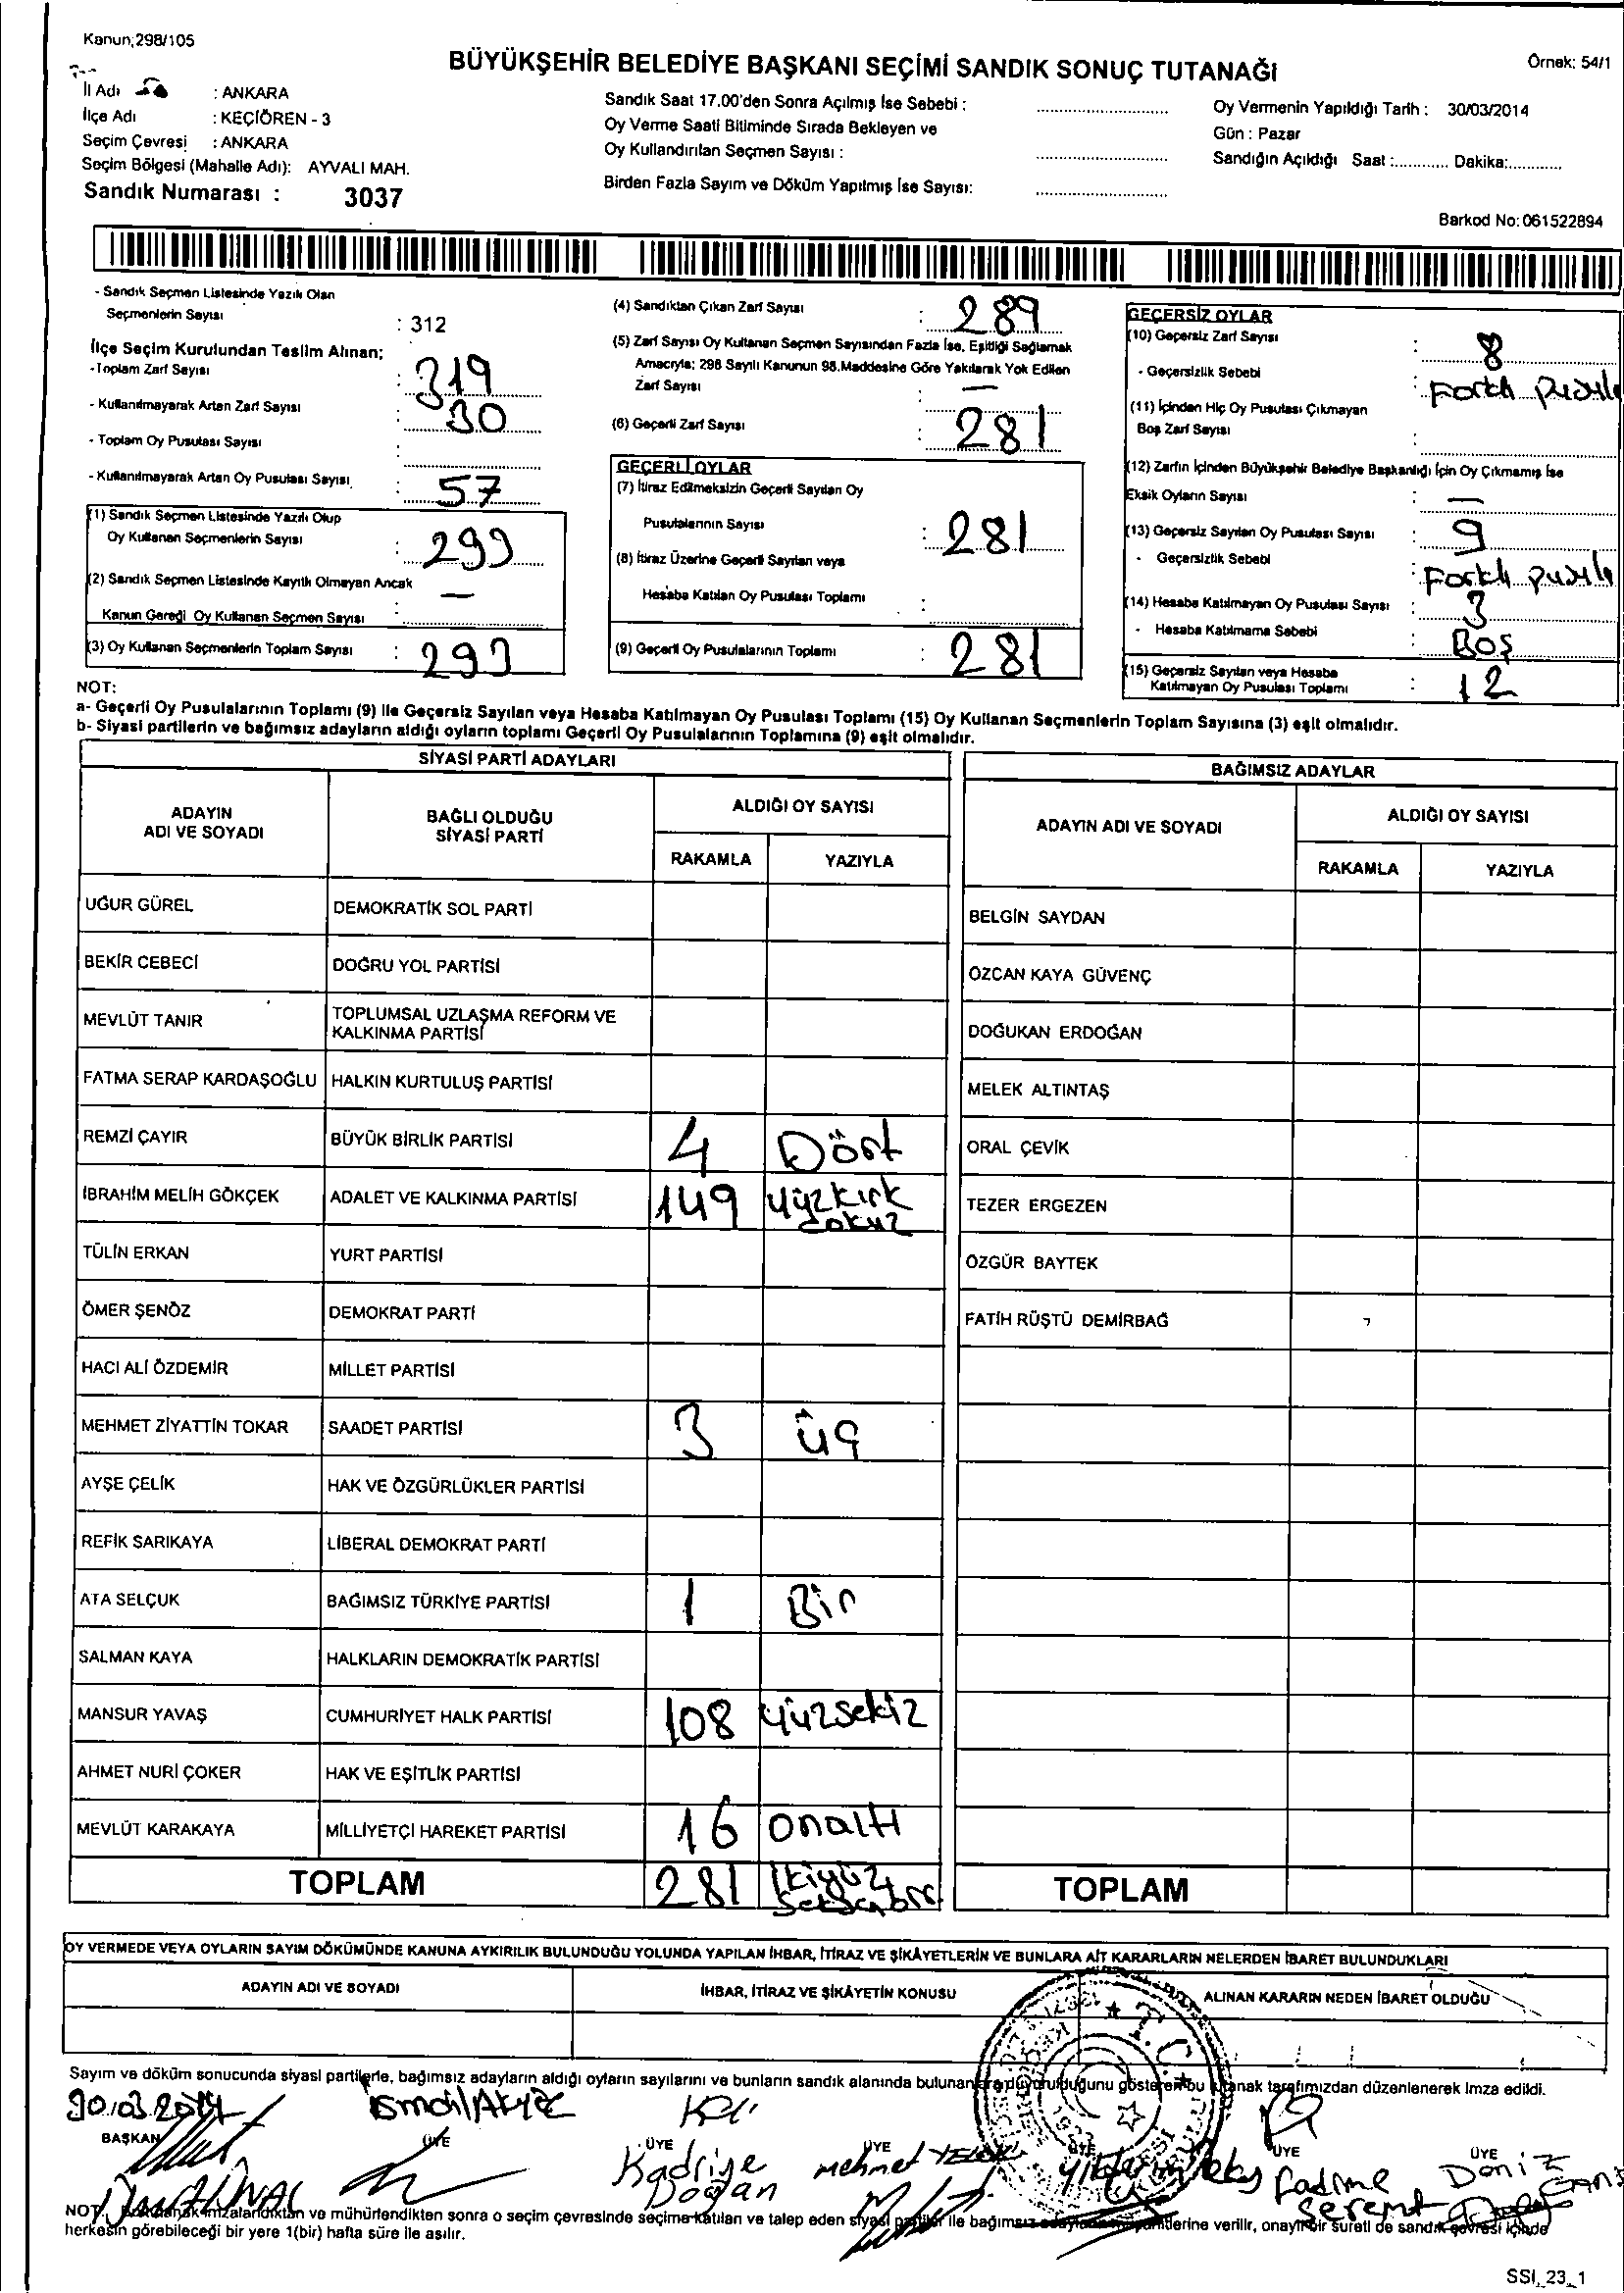 Kanun;298/105
BÜYÜKŞEHİR BELEDİYE BAŞKANI SEÇİMİ SANDIK SONUÇ TUTANAĞI
Örnek: 54/1
İl Adı : ANKARA
İlçe Adı : KEÇİÖREN - 3
Seçim Çevresi : ANKARA
Seçim Bölgesi (Mahalle Adı): AYVALI MAH.
Sandık Numarası : 3037
Sandık Saat 17.00'den Sonra Açılmış İse Sebebi :
Oy Verme Saati Bitiminde Sırada Bekleyen ve
Oy Kullandırılan Seçmen Sayısı :
Birden Fazla Sayım ve Döküm Yapılmış İse Sayısı:
Oy Vermenin Yapıldığı Tarih : 30/03/2014
Gün : Pazar
Sandığın Açıldığı Saat :............ Dakika:............
Barkod No: 061522894
- Sandık Seçmen Listesinde Yazılı Olan
Seçmenlerin Sayısı : 312
İlçe Seçim Kurulundan Teslim Alınan;
-Toplam Zarf Sayısı : 319
- Kullanılmayarak Artan Zarf Sayısı : 30
- Toplam Oy Pusulası Sayısı :
- Kullanılmayarak Artan Oy Pusulası Sayısı : 57
(1) Sandık Seçmen Listesinde Yazılı Olup
Oy Kullanan Seçmenlerin Sayısı : 293
(2) Sandık Seçmen Listesinde Kayıtlı Olmayan Ancak
Kanun Gereği Oy Kullanan Seçmen Sayısı : —
(3) Oy Kullanan Seçmenlerin Toplam Sayısı : 293
(4) Sandıktan Çıkan Zarf Sayısı : 289
(5) Zarf Sayısı Oy Kullanan Seçmen Sayısından Fazla İse, Eşitliği Sağlamak
Amacıyla; 298 Sayılı Kanunun 98.Maddesine Göre Yakılarak Yok Edilen
Zarf Sayısı : —
(6) Geçerli Zarf Sayısı : 281
GEÇERLİ OYLAR
(7) İtiraz Edilmeksizin Geçerli Sayılan Oy
Pusulalarının Sayısı : 281
(8) İtiraz Üzerine Geçerli Sayılan veya
Hesaba Katılan Oy Pusulası Toplamı :
(9) Geçerli Oy Pusulalarının Toplamı : 281
GEÇERSİZ OYLAR
(10) Geçersiz Zarf Sayısı : 8
- Geçersizlik Sebebi : Farklı pusula
(11) İçinden Hiç Oy Pusulası Çıkmayan
Boş Zarf Sayısı :
(12) Zarfın İçinden Büyükşehir Belediye Başkanlığı İçin Oy Çıkmamış İse
Eksik Oyların Sayısı : —
(13) Geçersiz Sayılan Oy Pusulası Sayısı : 9
- Geçersizlik Sebebi : Farklı pusula
(14) Hesaba Katılmayan Oy Pusulası Sayısı : 3
- Hesaba Katılmama Sebebi : Boş
(15) Geçersiz Sayılan veya Hesaba
Katılmayan Oy Pusulası Toplamı : 12
NOT:
a- Geçerli Oy Pusulalarının Toplamı (9) ile Geçersiz Sayılan veya Hesaba Katılmayan Oy Pusulası Toplamı (15) Oy Kullanan Seçmenlerin Toplam Sayısına (3) eşit olmalıdır.
b- Siyasi partilerin ve bağımsız adayların aldığı oyların toplamı Geçerli Oy Pusulalarının Toplamına (9) eşit olmalıdır.
SİYASİ PARTİ ADAYLARI
ADAYIN ADI VE SOYADI
BAĞLI OLDUĞU SİYASİ PARTİ
ALDIĞI OY SAYISI
RAKAMLA YAZIYLA
UĞUR GÜREL DEMOKRATİK SOL PARTİ
BEKİR CEBECİ DOĞRU YOL PARTİSİ
MEVLÜT TANIR TOPLUMSAL UZLAŞMA REFORM VE KALKINMA PARTİSİ
FATMA SERAP KARDAŞOĞLU HALKIN KURTULUŞ PARTİSİ
REMZİ ÇAYIR BÜYÜK BİRLİK PARTİSİ 4 Dört
İBRAHİM MELİH GÖKÇEK ADALET VE KALKINMA PARTİSİ 149 yüzkırk dokuz
TÜLİN ERKAN YURT PARTİSİ
ÖMER ŞENÖZ DEMOKRAT PARTİ
HACI ALİ ÖZDEMİR MİLLET PARTİSİ
MEHMET ZİYATTİN TOKAR SAADET PARTİSİ 3 üç
AYŞE ÇELİK HAK VE ÖZGÜRLÜKLER PARTİSİ
REFİK SARIKAYA LİBERAL DEMOKRAT PARTİ
ATA SELÇUK BAĞIMSIZ TÜRKİYE PARTİSİ 1 Bir
SALMAN KAYA HALKLARIN DEMOKRATİK PARTİSİ
MANSUR YAVAŞ CUMHURİYET HALK PARTİSİ 108 yüzsekiz
AHMET NURİ ÇOKER HAK VE EŞİTLİK PARTİSİ
MEVLÜT KARAKAYA MİLLİYETÇİ HAREKET PARTİSİ 16 onaltı
TOPLAM 281 İkiyüz seksenbir
BAĞIMSIZ ADAYLAR
ADAYIN ADI VE SOYADI
ALDIĞI OY SAYISI
RAKAMLA YAZIYLA
BELGİN SAYDAN
ÖZCAN KAYA GÜVENÇ
DOĞUKAN ERDOĞAN
MELEK ALTINTAŞ
ORAL ÇEVİK
TEZER ERGEZEN
ÖZGÜR BAYTEK
FATİH RÜŞTÜ DEMİRBAĞ
TOPLAM
OY VERMEDE VEYA OYLARIN SAYIM DÖKÜMÜNDE KANUNA AYKIRILIK BULUNDUĞU YOLUNDA YAPILAN İHBAR, İTİRAZ VE ŞİKÂYETLERİN VE BUNLARA AİT KARARLARIN NELERDEN İBARET BULUNDUKLARI
ADAYIN ADI VE SOYADI
İHBAR, İTİRAZ VE ŞİKÂYETİN KONUSU
ALINAN KARARIN NEDEN İBARET OLDUĞU
T.C.
Sayım ve döküm sonucunda siyasi partilerle, bağımsız adayların aldığı oyların sayılarını ve bunların sandık alanında bulunanlara duyurulduğunu gösteren bu tutanak tarafımızdan düzenlenerek imza edildi.
30.03.2014
BAŞKAN ÜYE ÜYE ÜYE ÜYE ÜYE ÜYE
İsmail
Kadriye Doğan
Mehmet
Fadime
Deniz
NOT: imzalandıktan ve mühürlendikten sonra o seçim çevresinde seçime katılan ve talep eden siyasi partiler ile bağımsız verilir, onaylı bir sureti de sandık çevresi içinde
herkesin görebileceği bir yere 1(bir) hafta süre ile asılır.
SSI_23_1